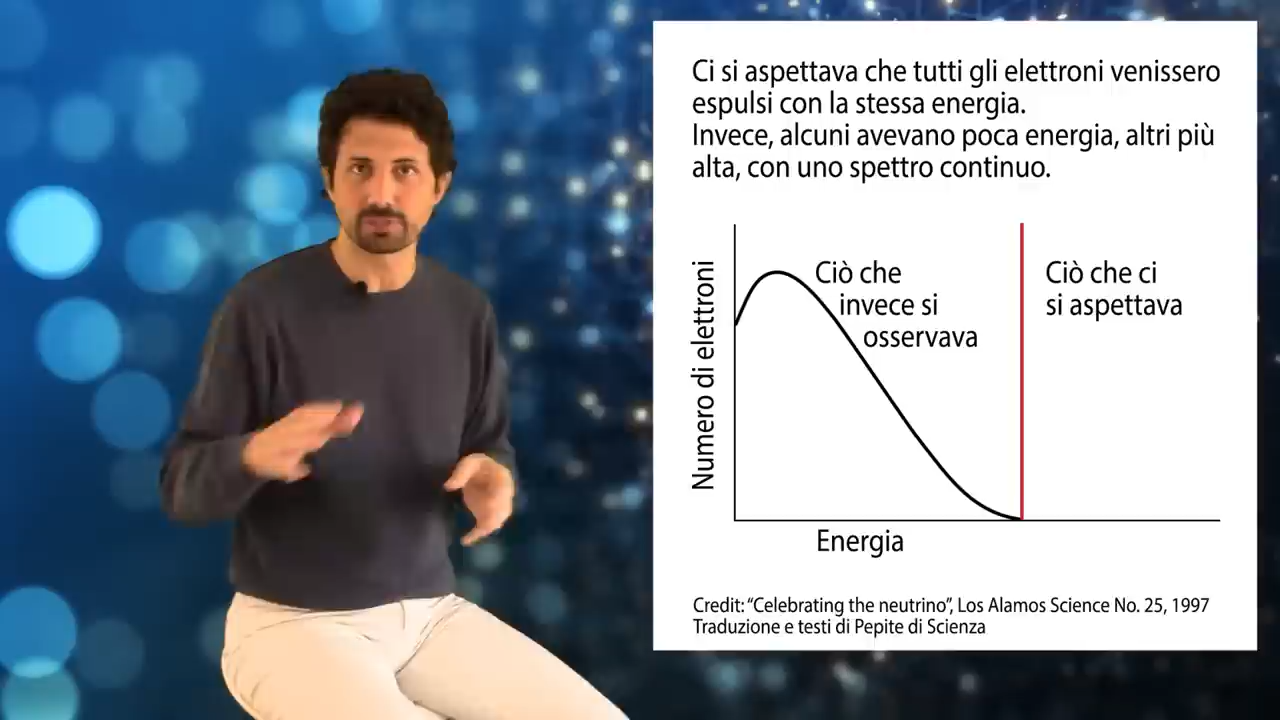 Ci si aspettava che tutti gli elettroni venissero
espulsi con la stessa energia.
Invece, alcuni avevano poca energia, altri più
alta, con uno spettro continuo.
Numero di elettroni
Ciò che
invece si
osservava
Ciò che ci
si aspettava
Energia
Credit: “Celebrating the neutrino”, Los Alamos Science No. 25, 1997
Traduzione e testi di Pepite di Scienza